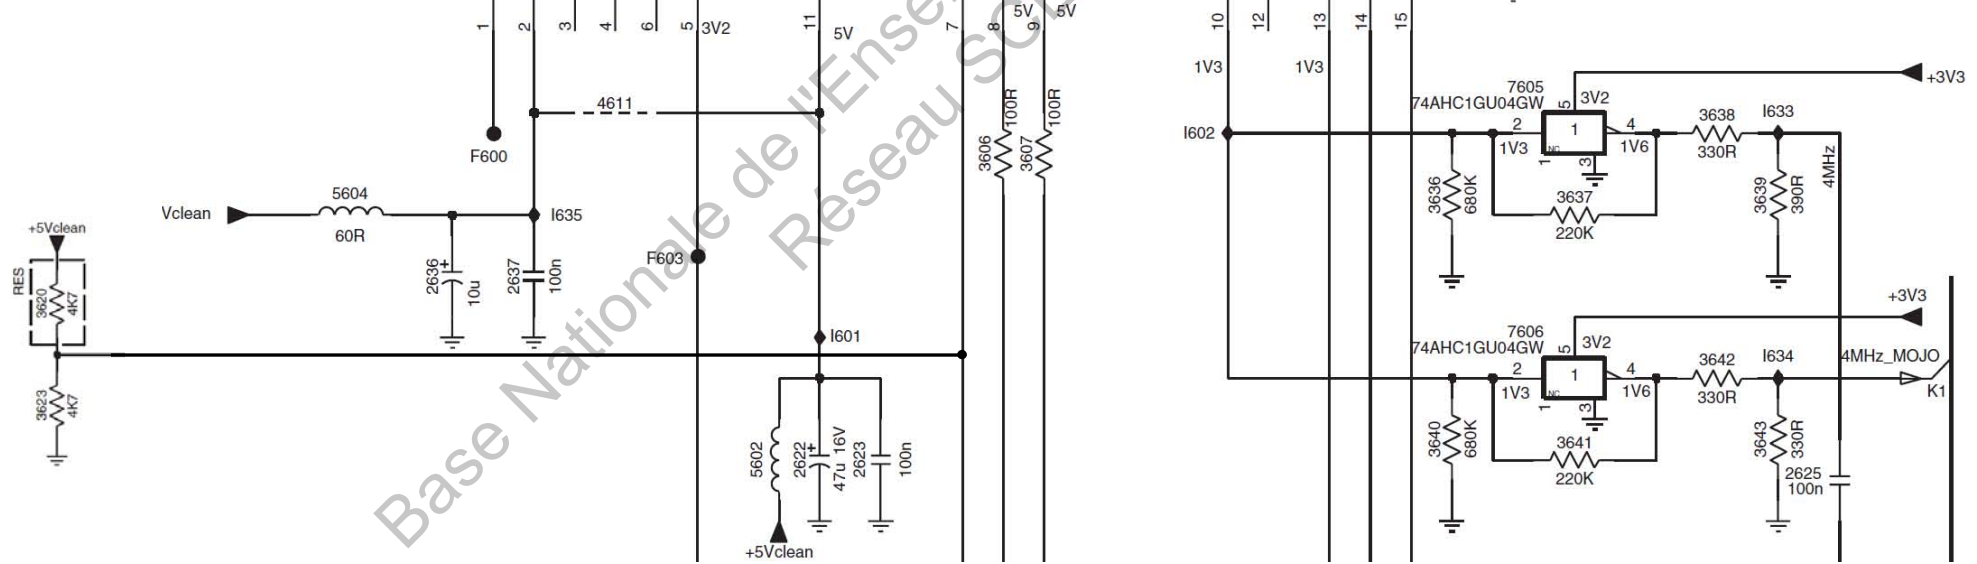 1
2
3
4
6
5
3V2
11
5V
7
8
5V
9
5V
10
12
13
14
15
4611
F600
Vclean
5604
60R
I635
2636
+
10u
2637
100n
F603
+5Vclean
RES
3620
4K7
3623
4K7
I601
5602
+5Vclean
2622
+
47u 16V
2623
100n
3606
100R
3607
100R
1V3
1V3
I602
7605
74AHC1GU04GW
5
3V2
+3V3
2
1V3
1
4
1V6
1
NC
3
3636
680K
3637
220K
3638
330R
I633
3639
390R
4MHz
+3V3
7606
74AHC1GU04GW
5
3V2
2
1V3
1
4
1V6
1
NC
3
3640
680K
3641
220K
3642
330R
I634
4MHz_MOJO
K1
3643
330R
2625
100n
Base Nationale de l'Ense
Réseau SC